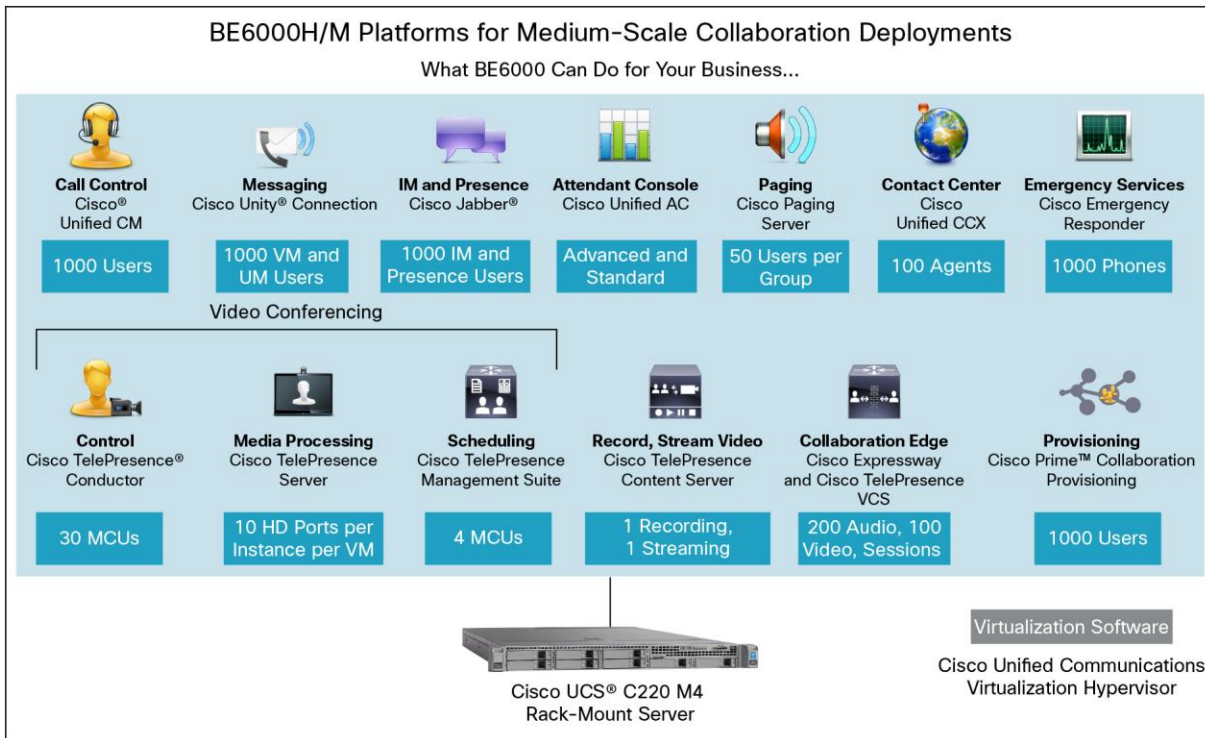 BE6000H/M Platforms for Medium-Scale Collaboration Deployments
What BE6000 Can Do for Your Business...
Call Control
Cisco®
Unified CM
1000 Users
Messaging
Cisco Unity® Connection
1000 VM and
UM Users
IM and Presence
Cisco Jabber®
1000 IM and
Presence Users
Attendant Console
Cisco Unified AC
Advanced and
Standard
Paging
Cisco Paging
Server
50 Users per
Group
Contact Center
Cisco
Unified CCX
100 Agents
Emergency Services
Cisco Emergency
Responder
1000 Phones
Video Conferencing
Control
Cisco TelePresence®
Conductor
30 MCUs
Media Processing
Cisco TelePresence
Server
10 HD Ports per
Instance per VM
Scheduling
Cisco TelePresence
Management Suite
4 MCUs
Record, Stream Video
Cisco TelePresence
Content Server
1 Recording,
1 Streaming
Collaboration Edge
Cisco Expressway
and Cisco TelePresence
VCS
200 Audio, 100
Video, Sessions
Provisioning
Cisco Prime™ Collaboration
Provisioning
1000 Users
Cisco UCS® C220 M4
Rack-Mount Server
Virtualization Software
Cisco Unified Communications
Virtualization Hypervisor